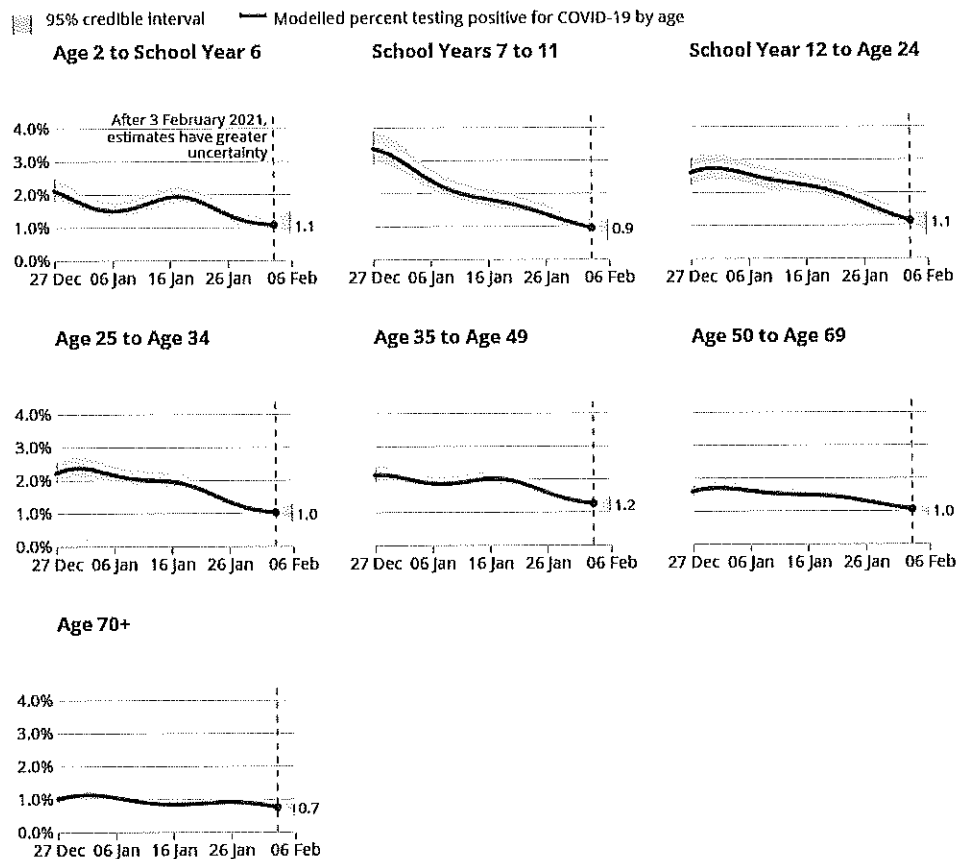 95% credible interval
Modelled percent testing positive for COVID-19 by age
Age 2 to School Year 6
School Years 7 to 11
School Year 12 to Age 24
After 3 February 2021,
estimates have greater
uncertainty
4.0%
3.0%
2.0%
1.0%
0.0%
1.1
0.9
1.1
27 Dec 06 Jan 16 Jan 26 Jan 06 Feb
27 Dec 06 Jan 16 Jan 26 Jan 06 Feb
27 Dec 06 Jan 16 Jan 26 Jan 06 Feb
Age 25 to Age 34
Age 35 to Age 49
Age 50 to Age 69
4.0%
3.0%
2.0%
1.0%
0.0%
1.0
1.2
1.0
27 Dec 06 Jan 16 Jan 26 Jan 06 Feb
27 Dec 06 Jan 16 Jan 26 Jan 06 Feb
27 Dec 06 Jan 16 Jan 26 Jan 06 Feb
Age 70+
4.0%
3.0%
2.0%
1.0%
0.0%
0.7
27 Dec 06 Jan 16 Jan 26 Jan 06 Feb